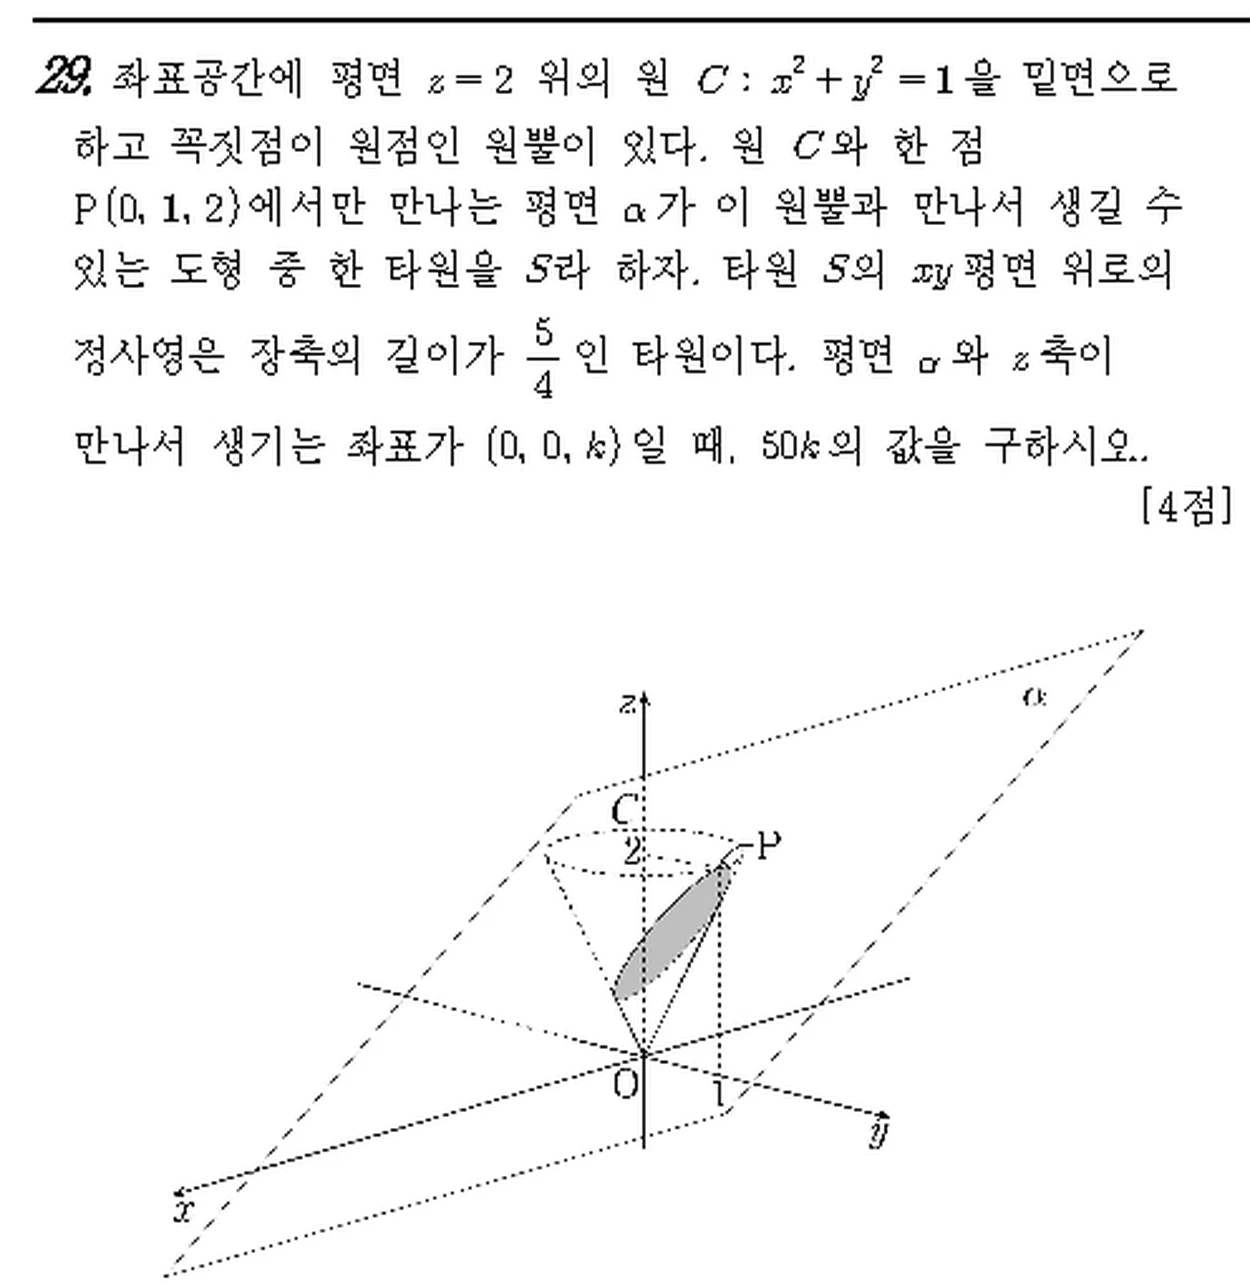 29. 좌표공간에 평면 z=2 위의 원 C : x²+y²=1을 밑면으로
하고 꼭짓점이 원점인 원뿔이 있다. 원 C와 한 점
P(0, 1, 2)에서만 만나는 평면 α가 이 원뿔과 만나서 생길 수
있는 도형 중 한 타원을 S라 하자. 타원 S의 xy평면 위로의
정사영은 장축의 길이가 5/4인 타원이다. 평면 α와 z축이
만나서 생기는 좌표가 (0, 0, k)일 때, 50k의 값을 구하시오..
[4점]
α
z
C
2
P
O
1
y
x